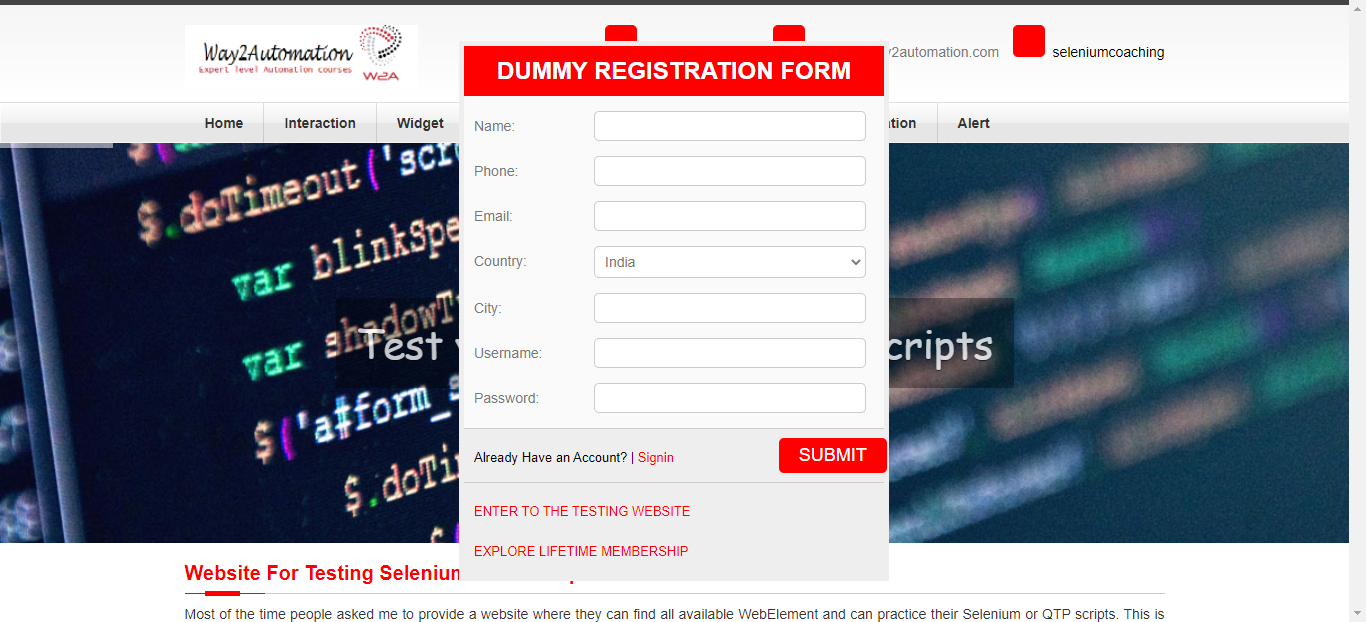 Way2Automation
Expert level Automation courses
W2A
y2automation.com
seleniumcoaching
Home
Interaction
Widget
Alert
DUMMY REGISTRATION FORM
Name:
Phone:
Email:
Country:
India
City:
Username:
Password:
Already Have an Account? | Signin
SUBMIT
ENTER TO THE TESTING WEBSITE
EXPLORE LIFETIME MEMBERSHIP
$.doTimeout('scr
var blinkSpe
var shadowT
$('a#form_s
$.doTi
Test
cripts
Website For Testing Selenium
Most of the time people asked me to provide a website where they can find all available WebElement and can practice their Selenium or QTP scripts. This is